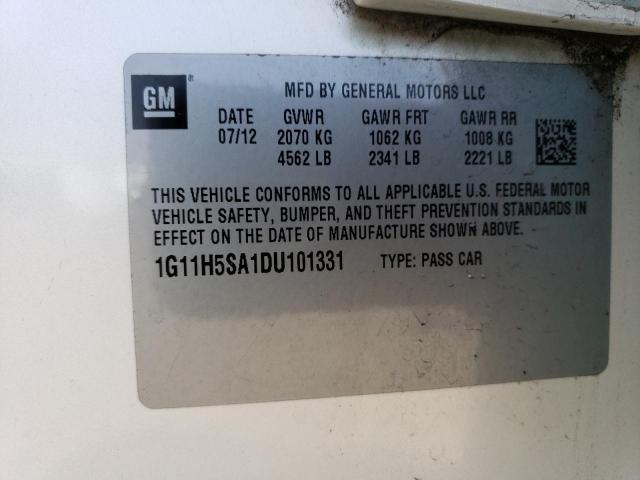 GM
MFD BY GENERAL MOTORS LLC
DATE GVWR GAWR FRT GAWR RR
07/12 2070 KG 1062 KG 1008 KG
4562 LB 2341 LB 2221 LB
THIS VEHICLE CONFORMS TO ALL APPLICABLE U.S. FEDERAL MOTOR
VEHICLE SAFETY, BUMPER, AND THEFT PREVENTION STANDARDS IN
EFFECT ON THE DATE OF MANUFACTURE SHOWN ABOVE.
1G11H5SA1DU101331 TYPE: PASS CAR